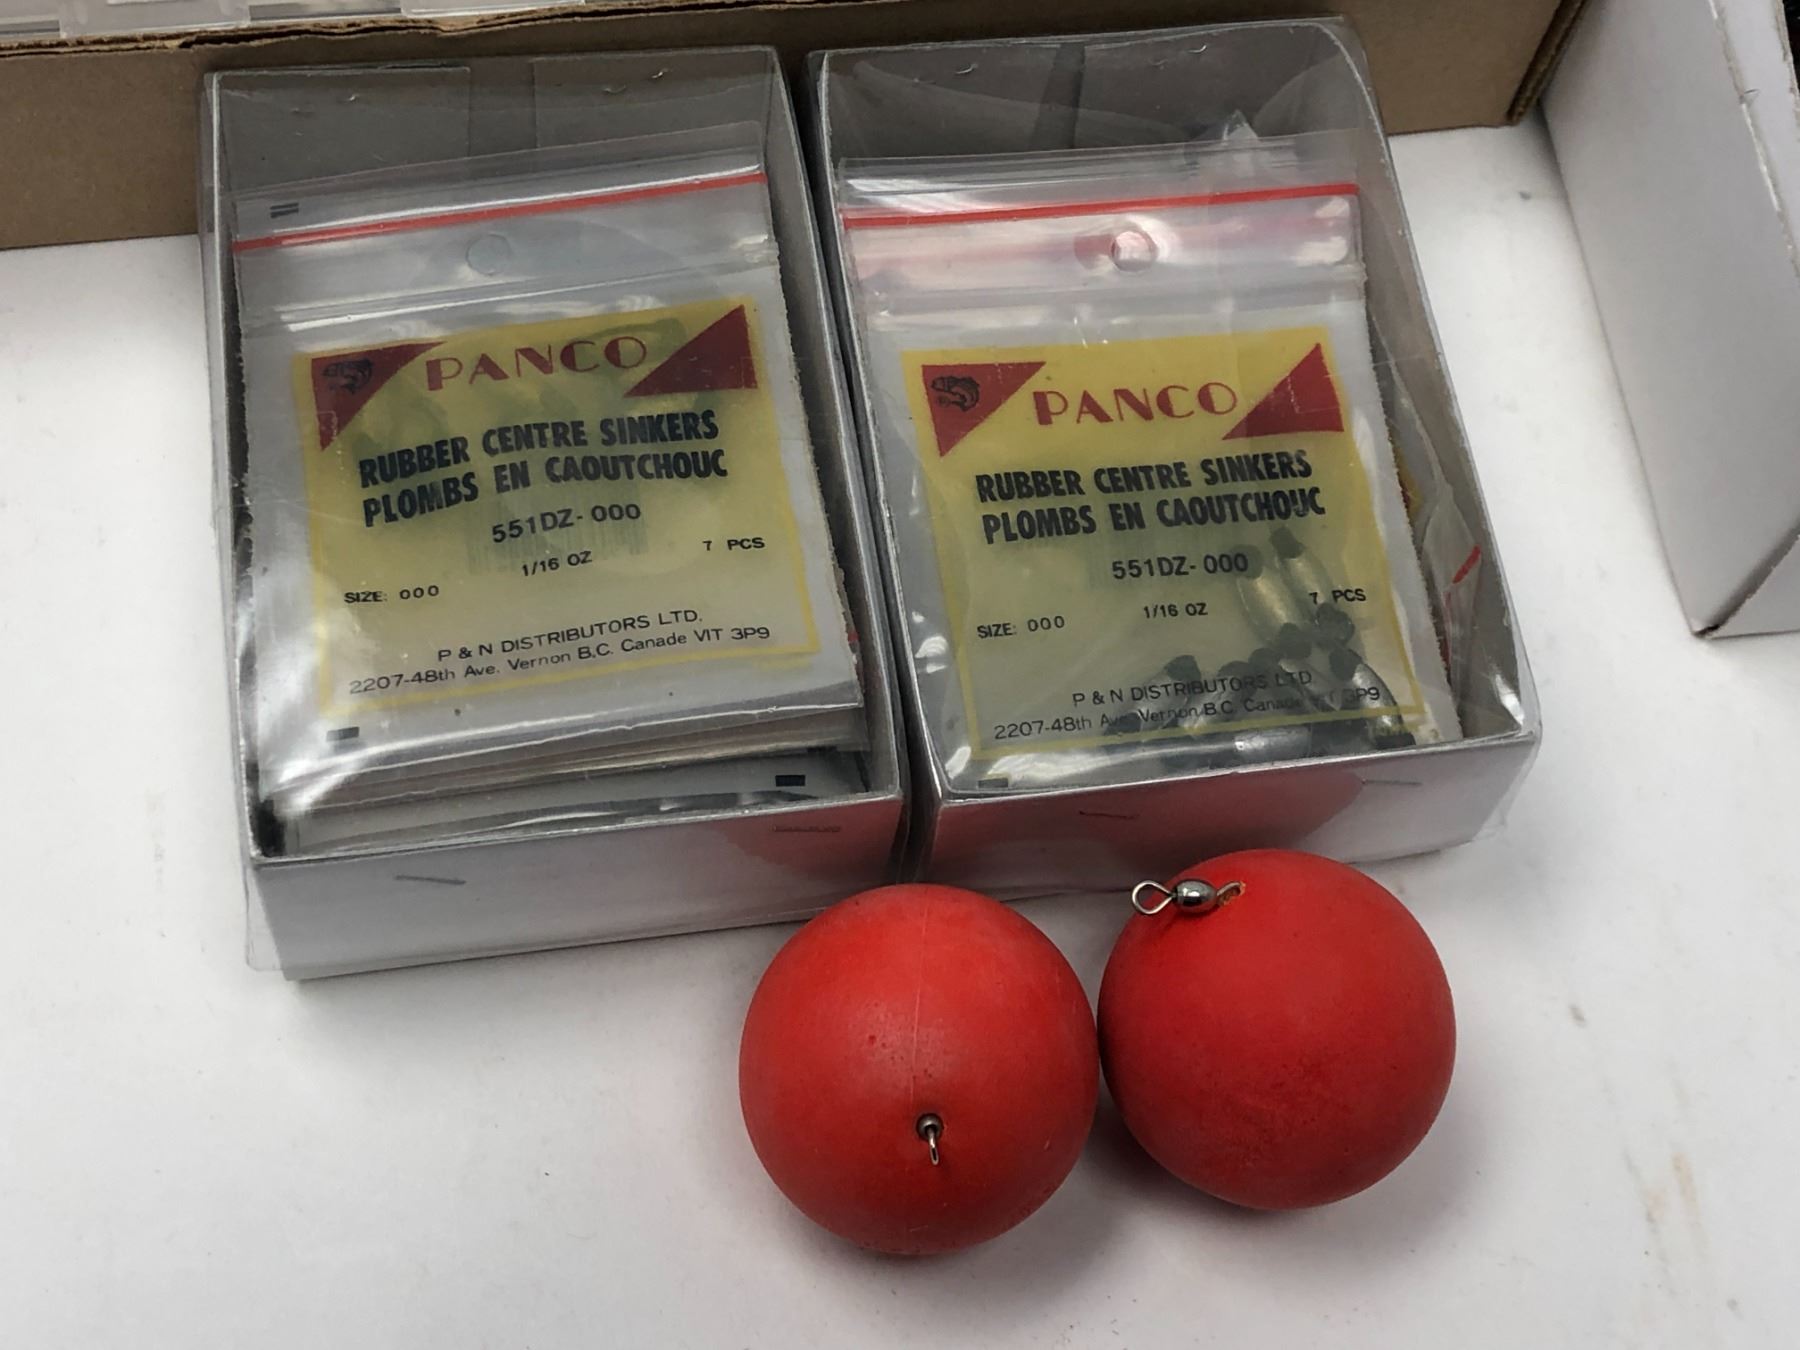 PANCO
RUBBER CENTRE SINKERS
PLOMBS EN CAOUTCHOUC
551DZ-000
1/16 OZ
7 PCS
SIZE: 000
P & N DISTRIBUTORS LTD.
2207-48th Ave. Vernon B.C. Canade VIT 3P9
PANCO
RUBBER CENTRE SINKERS
PLOMBS EN CAOUTCHOUC
551DZ-000
1/16 OZ
7 PCS
SIZE: 000
P & N DISTRIBUTORS LTD
2207-48th Ave Vernon B.C. Canade VIT 3P9